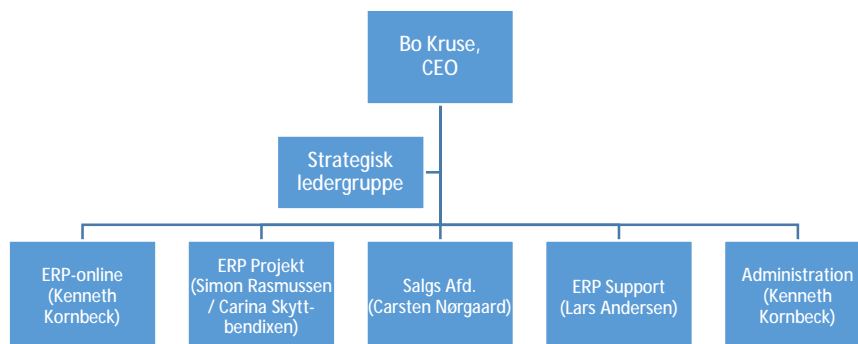 Bo Kruse,
CEO
Strategisk
ledergruppe
ERP-online
(Kenneth
Kornbeck)
ERP Projekt
(Simon Rasmussen
/ Carina Skytt-
bendixen)
Salgs Afd.
(Carsten Nørgaard)
ERP Support
(Lars Andersen)
Administration
(Kenneth
Kornbeck)